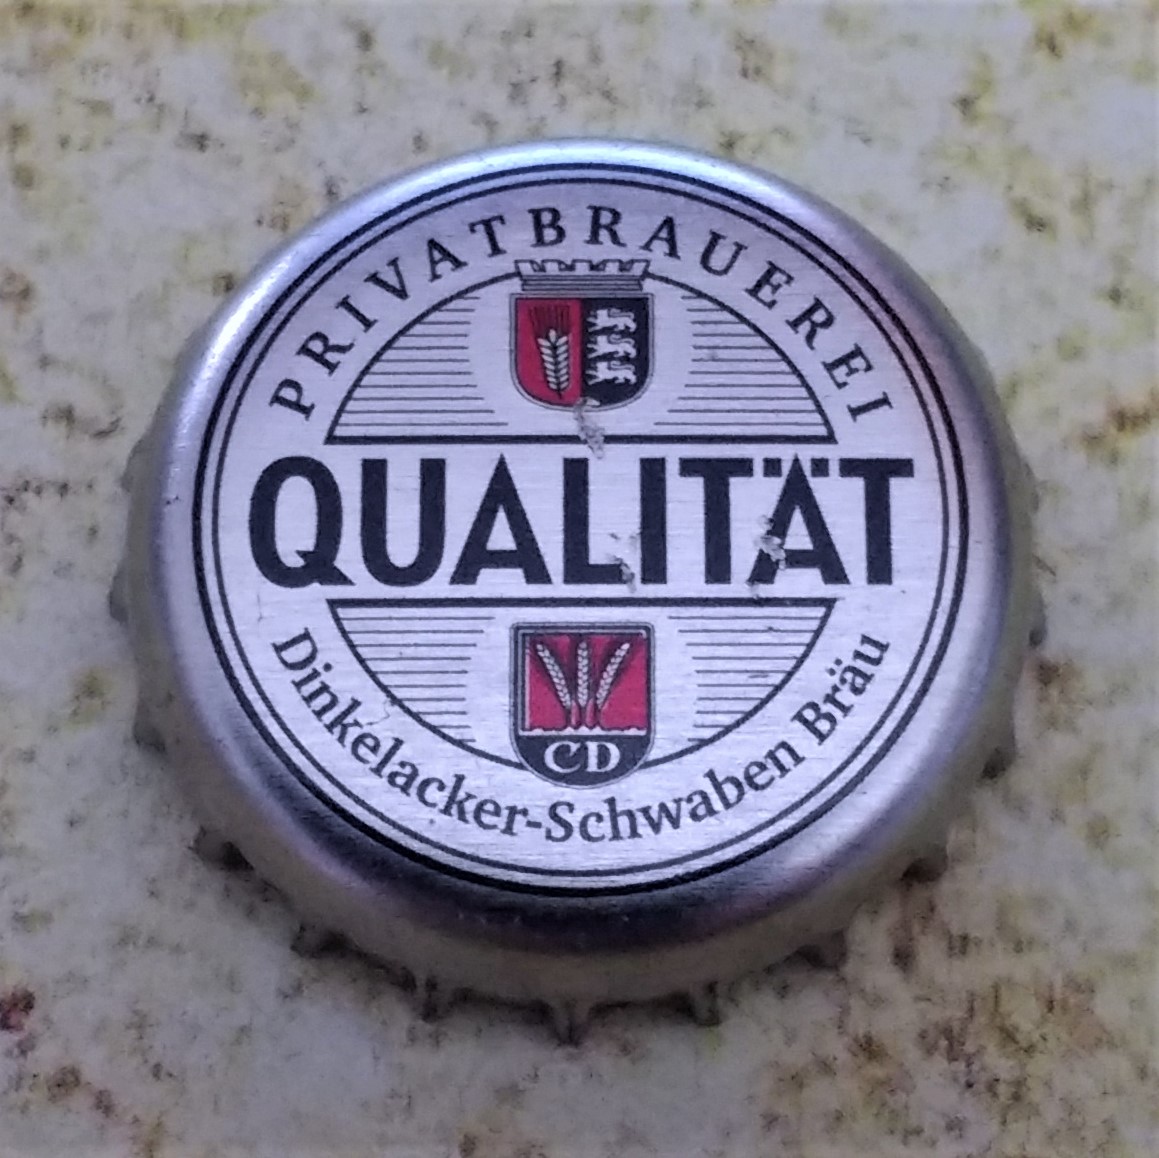 PRIVATBRAUEREI
QUALITÄT
CD
Dinkelacker-Schwaben Bräu